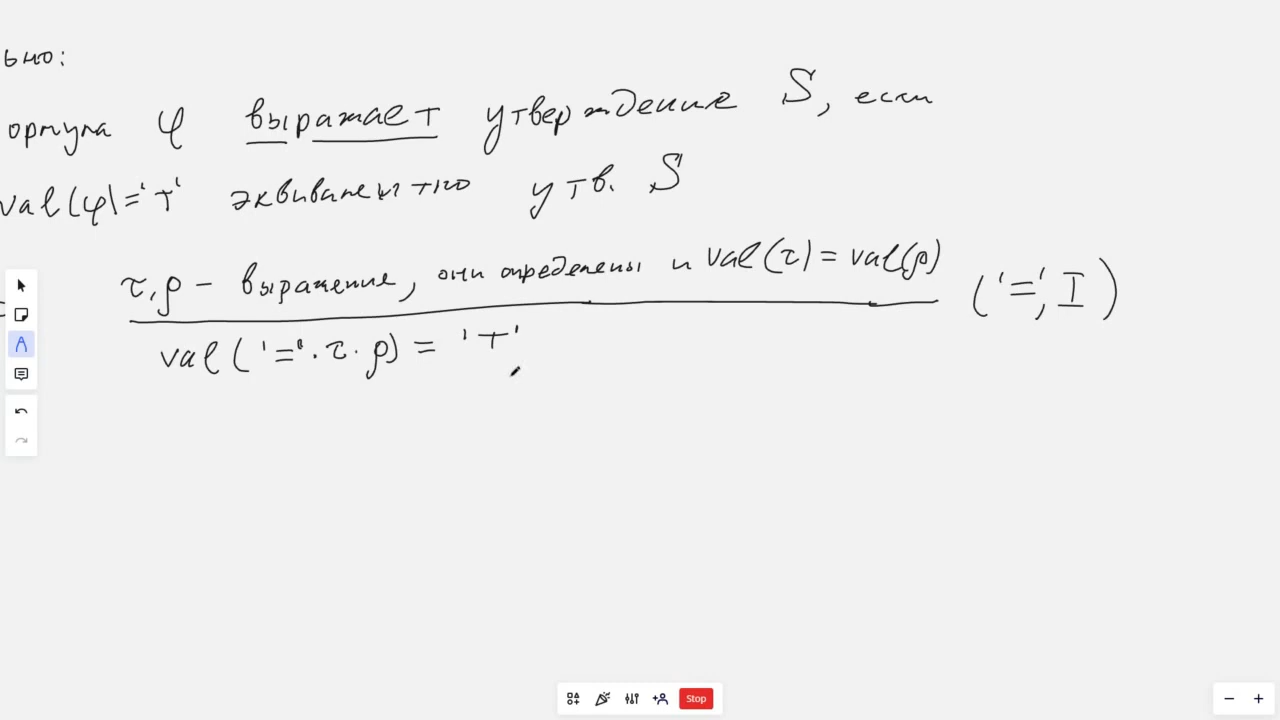 ьно:
ормула φ выражает утверждение S, если
val(φ)='T' эквивалентно утв. S
τ, ρ – выражение, они определены и val(τ) = val(ρ) ('=', I)
val('='·τ·ρ) = 'T'
Stop